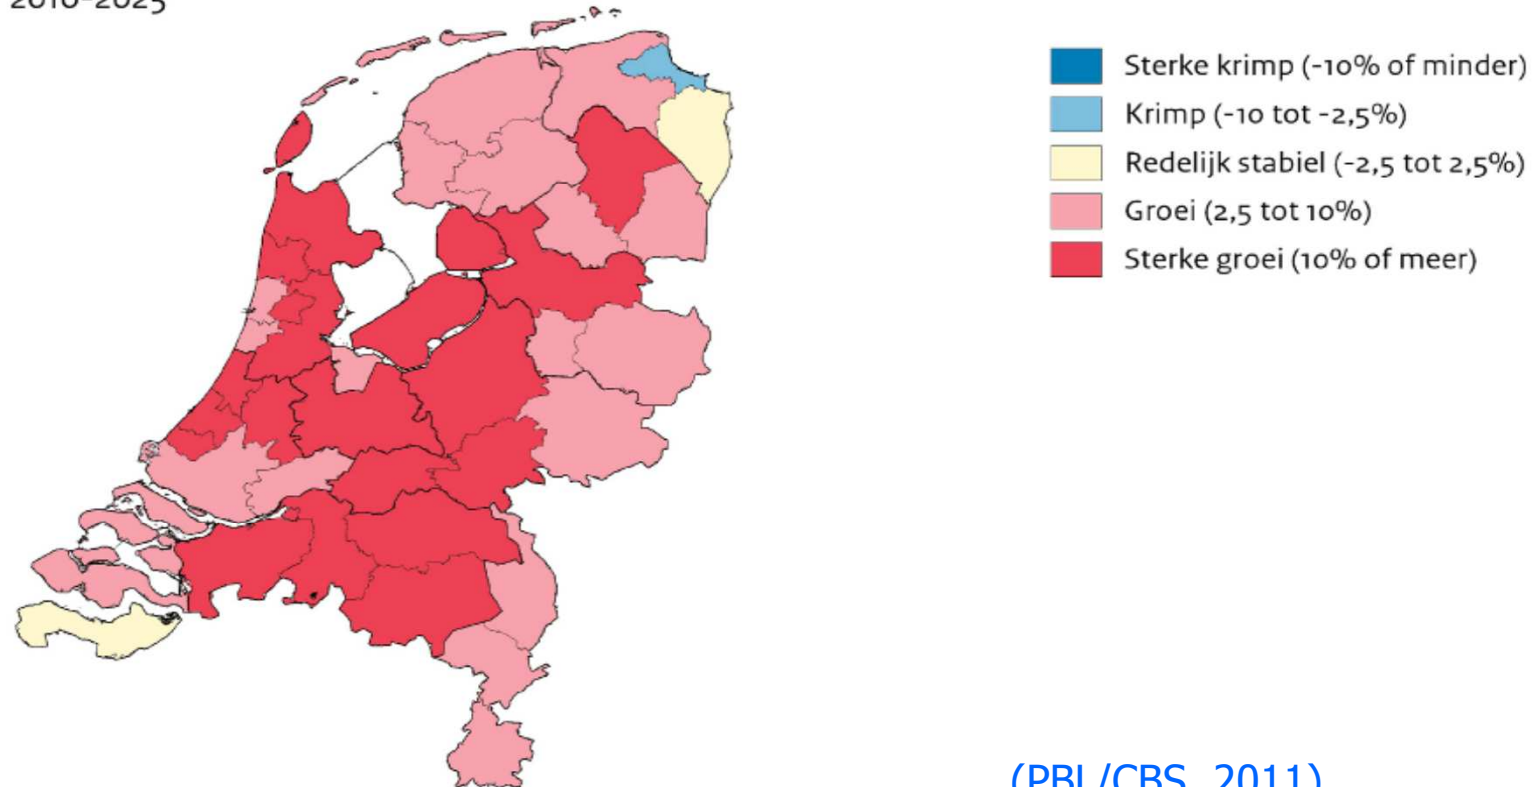 2010-2025
Sterke krimp (-10% of minder)
Krimp (-10 tot -2,5%)
Redelijk stabiel (-2,5 tot 2,5%)
Groei (2,5 tot 10%)
Sterke groei (10% of meer)
(PBL/CBS, 2011)